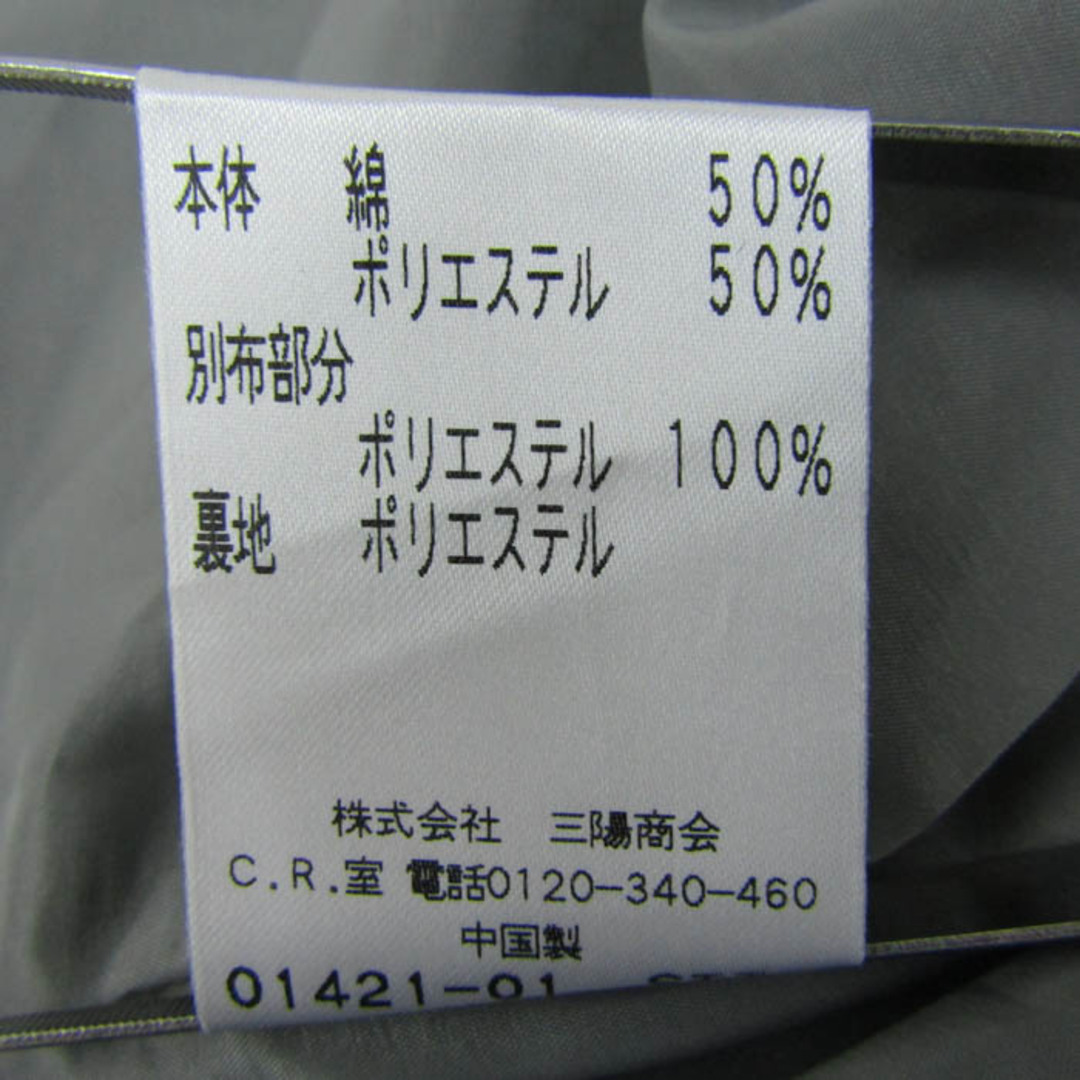 本体 綿 50%
ポリエステル 50%
別布部分
ポリエステル 100%
裏地 ポリエステル
株式会社 三陽商会
C.R.室 電話0120-340-460
中国製
01421-91